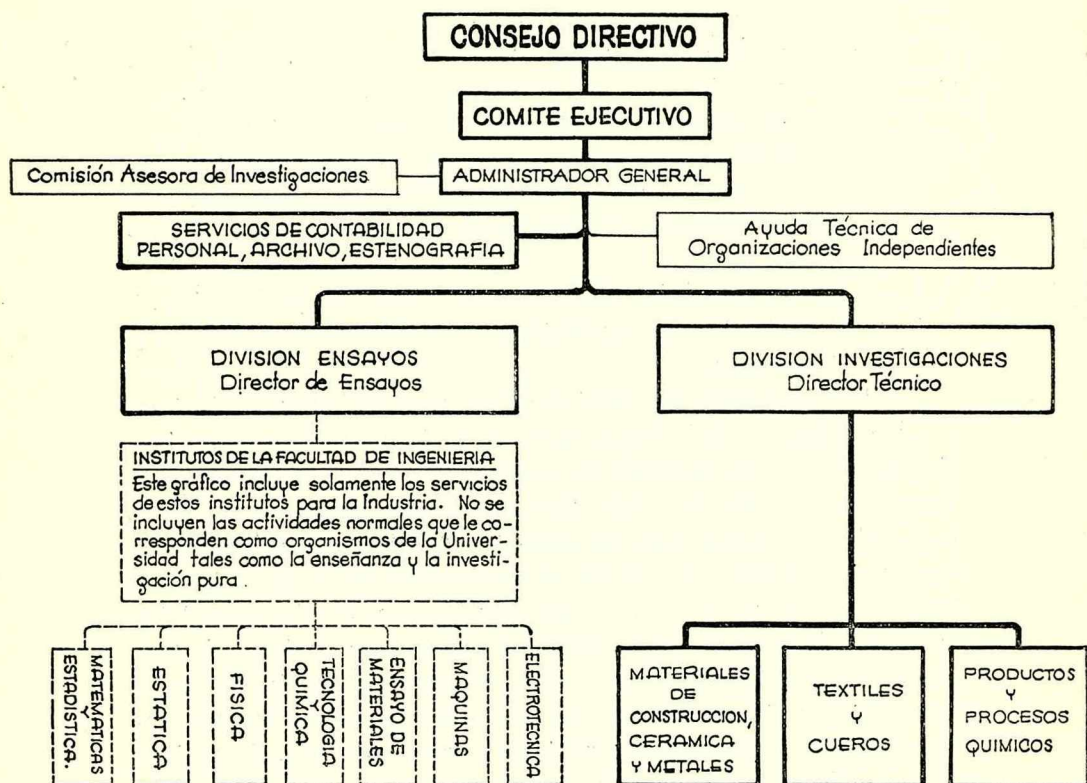 CONSEJO DIRECTIVO
COMITE EJECUTIVO
Comisión Asesora de Investigaciones
ADMINISTRADOR GENERAL
SERVICIOS DE CONTABILIDAD
PERSONAL, ARCHIVO, ESTENOGRAFIA
Ayuda Técnica de
Organizaciones Independientes
DIVISION ENSAYOS
Director de Ensayos
DIVISION INVESTIGACIONES
Director Técnico
INSTITUTOS DE LA FACULTAD DE INGENIERIA
Este gráfico incluye solamente los servicios
de estos institutos para la Industria. No se
incluyen las actividades normales que le co-
rresponden como organismos de la Univer-
sidad tales como la enseñanza y la investi-
gación pura.
MATEMATICAS
Y
ESTADISTICA.
ESTATICA
FISICA
TECNOLOGIA
Y
QUIMICA
ENSAYO DE
MATERIALES
MAQUINAS
ELECTROTECNICA
MATERIALES
DE
CONSTRUCCION,
CERAMICA
Y METALES
TEXTILES
Y
CUEROS
PRODUCTOS
Y
PROCESOS
QUIMICOS